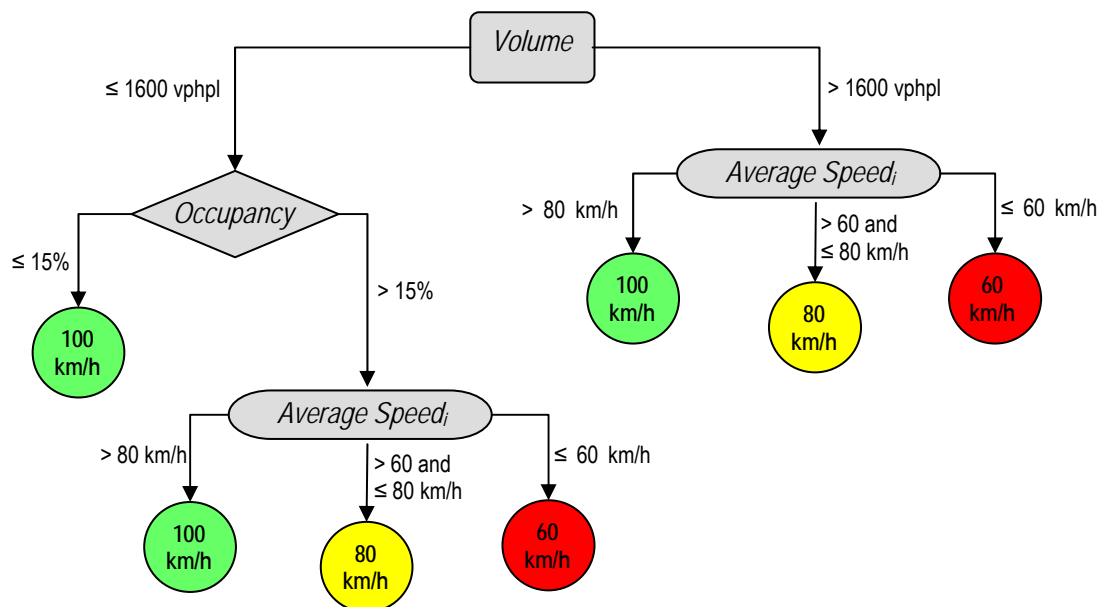 Volume
≤ 1600 vphpl
> 1600 vphpl
Average Speedi
Occupancy
> 80 km/h
> 60 and
≤ 80 km/h
≤ 60 km/h
≤ 15%
> 15%
100
km/h
80
km/h
60
km/h
100
km/h
Average Speedi
> 80 km/h
> 60 and
≤ 80 km/h
≤ 60 km/h
100
km/h
80
km/h
60
km/h